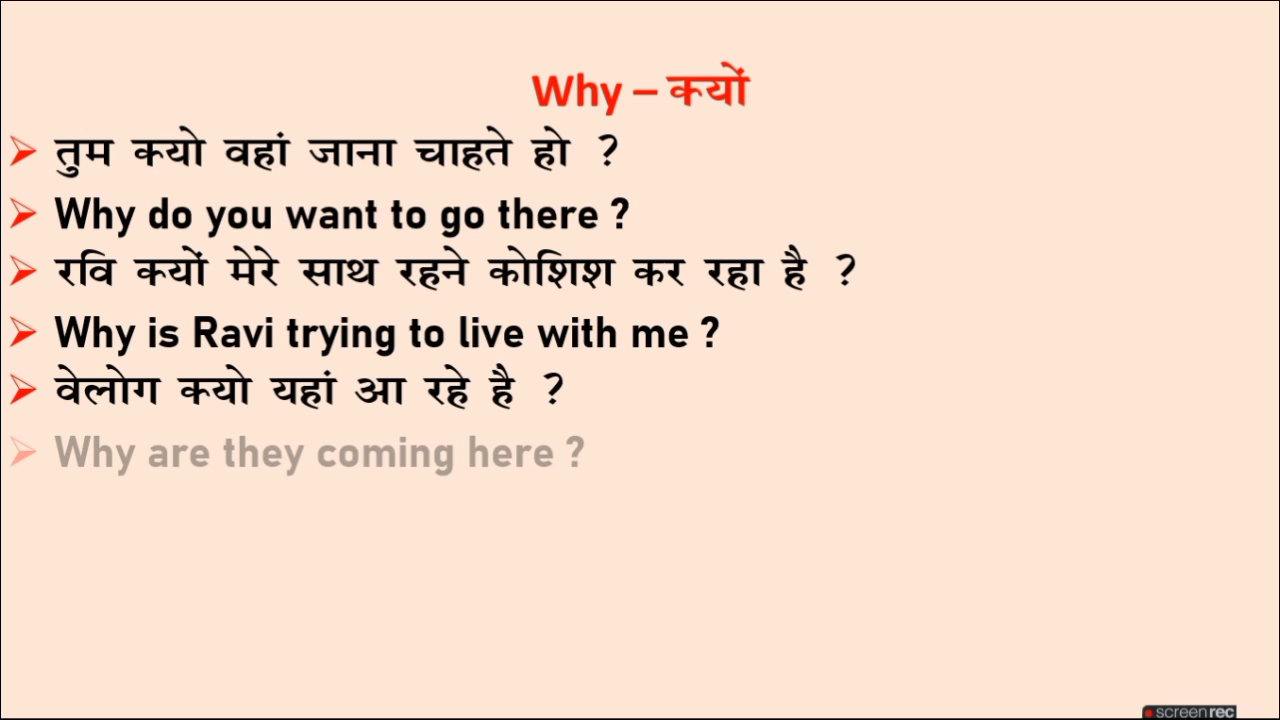 Why – क्यों
तुम क्यो वहां जाना चाहते हो ?
Why do you want to go there ?
रवि क्यों मेरे साथ रहने कोशिश कर रहा है ?
Why is Ravi trying to live with me ?
वेलोग क्यो यहां आ रहे है ?
Why are they coming here ?
screenrec